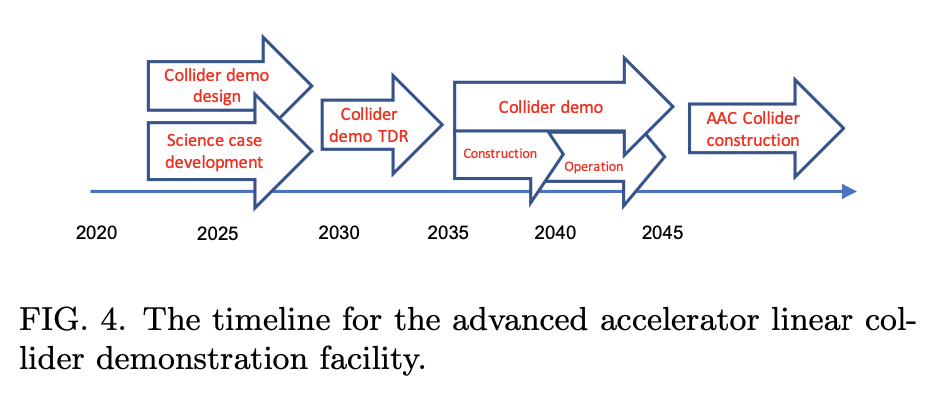 Collider demo
design
Science case
development
Collider
demo TDR
Collider demo
Construction
Operation
AAC Collider
construction
2020
2025
2030
2035
2040
2045
FIG. 4. The timeline for the advanced accelerator linear col-
lider demonstration facility.